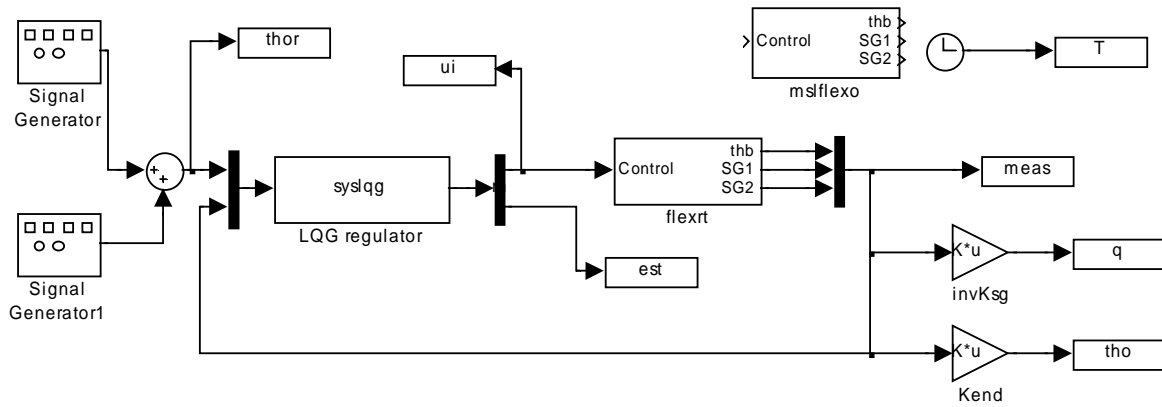 Signal
Generator
+
+
Signal
Generator1
thor
ui
syslqg
LQG regulator
est
Control
thb
SG1
SG2
flexrt
Control
thb
SG1
SG2
mslflexo
T
meas
K*u
invKsg
q
K*u
Kend
tho